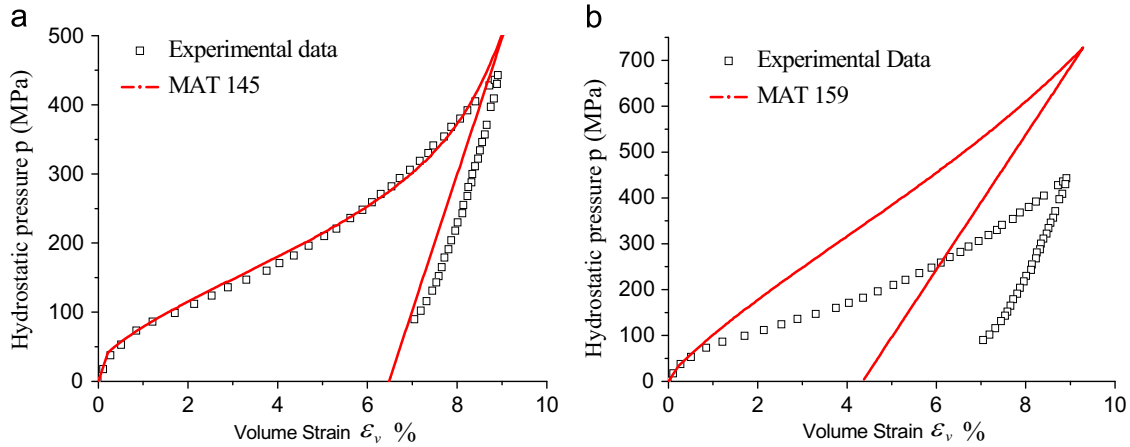 a
500
400
300
200
100
0
Hydrostatic pressure p (MPa)
Experimental data
MAT 145
0 2 4 6 8 10
Volume Strain εᵥ %
b
700
600
500
400
300
200
100
0
Hydrostatic pressure p (MPa)
Experimental Data
MAT 159
0 2 4 6 8 10
Volume Strain εᵥ %